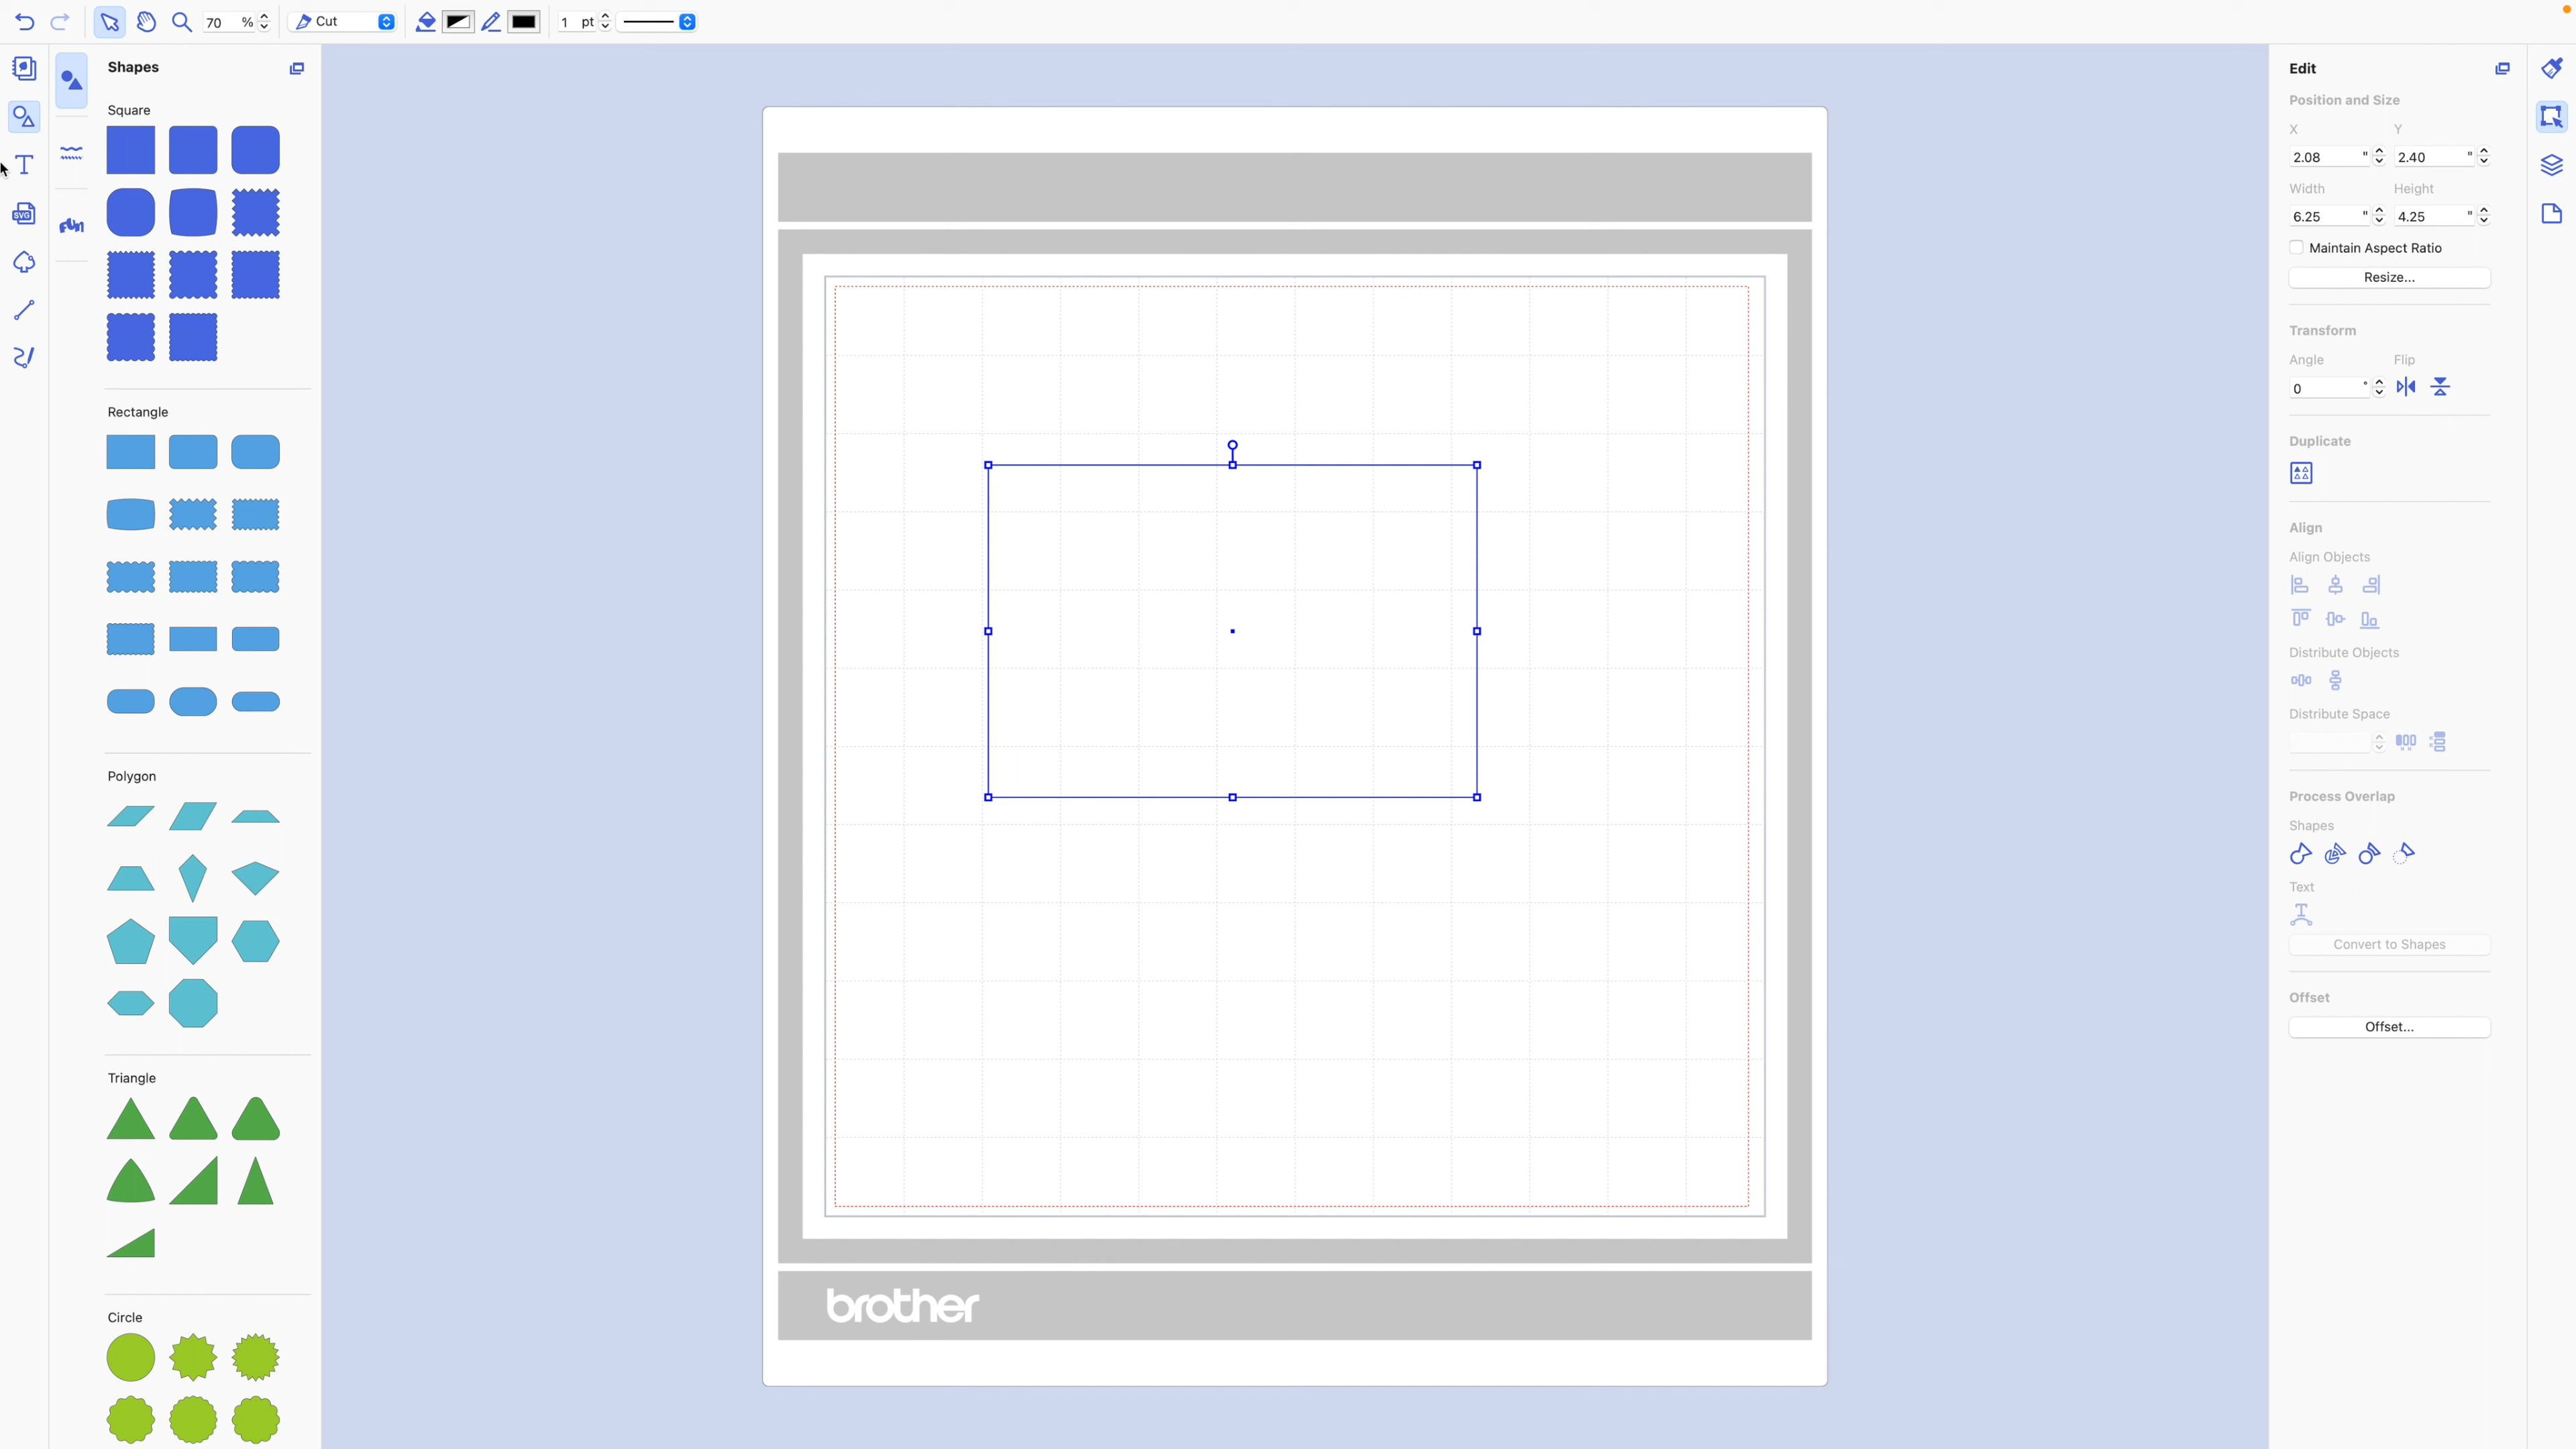 70 %
Cut
1 pt
Shapes
Square
Rectangle
Polygon
Triangle
Circle
T
SVG
Fun
brother
Edit
Position and Size
X Y
2.08 " 2.40 "
Width Height
6.25 " 4.25 "
Maintain Aspect Ratio
Resize...
Transform
Angle Flip
0 °
Duplicate
Align
Align Objects
Distribute Objects
Distribute Space
Process Overlap
Shapes
Text
T
Convert to Shapes
Offset
Offset...